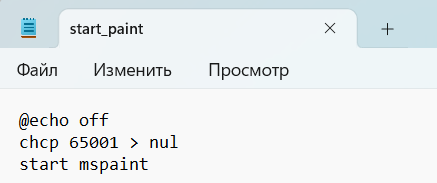 start_paint
Файл Изменить Просмотр
@echo off
chcp 65001 > nul
start mspaint